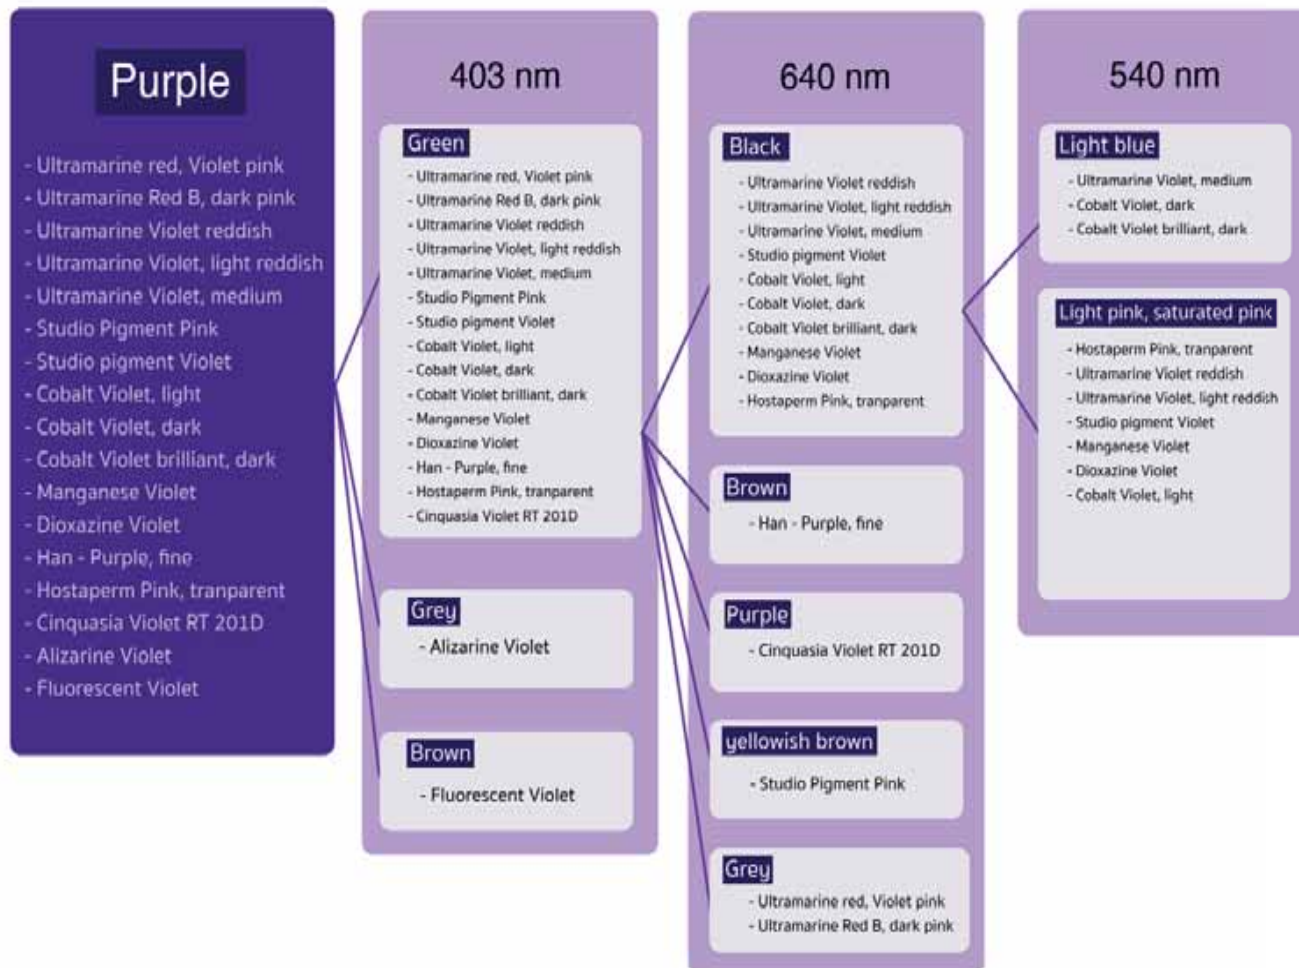 Purple
- Ultramarine red, Violet pink
- Ultramarine Red B, dark pink
- Ultramarine Violet reddish
- Ultramarine Violet, light reddish
- Ultramarine Violet, medium
- Studio Pigment Pink
- Studio pigment Violet
- Cobalt Violet, light
- Cobalt Violet, dark
- Cobalt Violet brilliant, dark
- Manganese Violet
- Dioxazine Violet
- Han - Purple, fine
- Hostaperm Pink, tranparent
- Cinquasia Violet RT 201D
- Alizarine Violet
- Fluorescent Violet
403 nm
Green
- Ultramarine red, Violet pink
- Ultramarine Red B, dark pink
- Ultramarine Violet reddish
- Ultramarine Violet, light reddish
- Ultramarine Violet, medium
- Studio Pigment Pink
- Studio pigment Violet
- Cobalt Violet, light
- Cobalt Violet, dark
- Cobalt Violet brilliant, dark
- Manganese Violet
- Dioxazine Violet
- Han - Purple, fine
- Hostaperm Pink, tranparent
- Cinquasia Violet RT 201D
Grey
- Alizarine Violet
Brown
- Fluorescent Violet
640 nm
Black
- Ultramarine Violet reddish
- Ultramarine Violet, light reddish
- Ultramarine Violet, medium
- Studio pigment Violet
- Cobalt Violet, light
- Cobalt Violet, dark
- Cobalt Violet brilliant, dark
- Manganese Violet
- Dioxazine Violet
- Hostaperm Pink, tranparent
Brown
- Han - Purple, fine
Purple
- Cinquasia Violet RT 201D
yellowish brown
- Studio Pigment Pink
Grey
- Ultramarine red, Violet pink
- Ultramarine Red B, dark pink
540 nm
Light blue
- Ultramarine Violet, medium
- Cobalt Violet, dark
- Cobalt Violet brilliant, dark
Light pink, saturated pink
- Hostaperm Pink, tranparent
- Ultramarine Violet reddish
- Ultramarine Violet, light reddish
- Studio pigment Violet
- Manganese Violet
- Dioxazine Violet
- Cobalt Violet, light